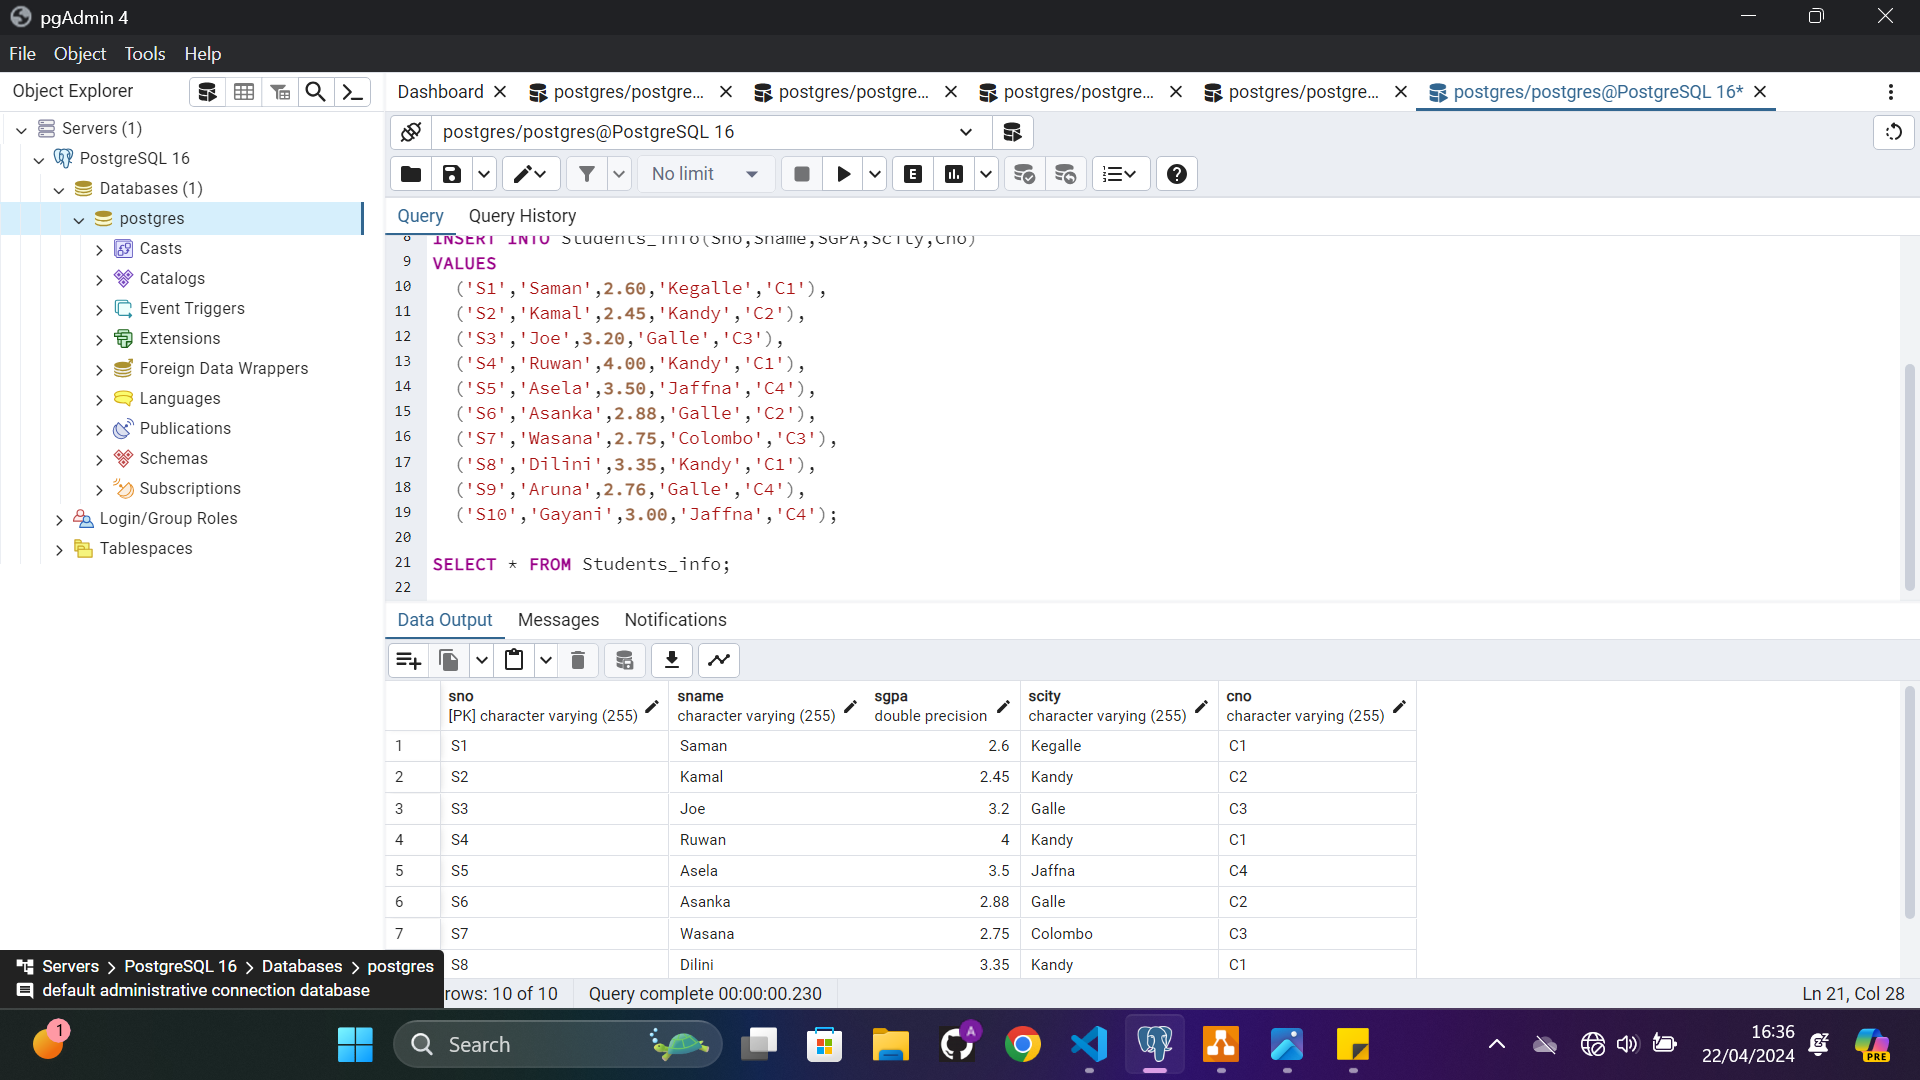 pgAdmin 4
File Object Tools Help
Object Explorer
Dashboard postgres/postgre... postgres/postgre... postgres/postgre... postgres/postgre... postgres/postgres@PostgreSQL 16*
Servers (1)
PostgreSQL 16
Databases (1)
postgres
Casts
Catalogs
Event Triggers
Extensions
Foreign Data Wrappers
Languages
Publications
Schemas
Subscriptions
Login/Group Roles
Tablespaces
postgres/postgres@PostgreSQL 16
No limit
E
Query Query History
8 INSERT INTO Students_info(Sno,Sname,SGPA,Scity,Cno)
9 VALUES
10 ('S1','Saman',2.60,'Kegalle','C1'),
11 ('S2','Kamal',2.45,'Kandy','C2'),
12 ('S3','Joe',3.20,'Galle','C3'),
13 ('S4','Ruwan',4.00,'Kandy','C1'),
14 ('S5','Asela',3.50,'Jaffna','C4'),
15 ('S6','Asanka',2.88,'Galle','C2'),
16 ('S7','Wasana',2.75,'Colombo','C3'),
17 ('S8','Dilini',3.35,'Kandy','C1'),
18 ('S9','Aruna',2.76,'Galle','C4'),
19 ('S10','Gayani',3.00,'Jaffna','C4');
20
21 SELECT * FROM Students_info;
22
Data Output Messages Notifications
sno sname sgpa scity cno
[PK] character varying (255) character varying (255) double precision character varying (255) character varying (255)
1 S1 Saman 2.6 Kegalle C1
2 S2 Kamal 2.45 Kandy C2
3 S3 Joe 3.2 Galle C3
4 S4 Ruwan 4 Kandy C1
5 S5 Asela 3.5 Jaffna C4
6 S6 Asanka 2.88 Galle C2
7 S7 Wasana 2.75 Colombo C3
S8 Dilini 3.35 Kandy C1
Servers > PostgreSQL 16 > Databases > postgres
default administrative connection database
rows: 10 of 10 Query complete 00:00:00.230 Ln 21, Col 28
1
Search
A
16:36
22/04/2024
PRE